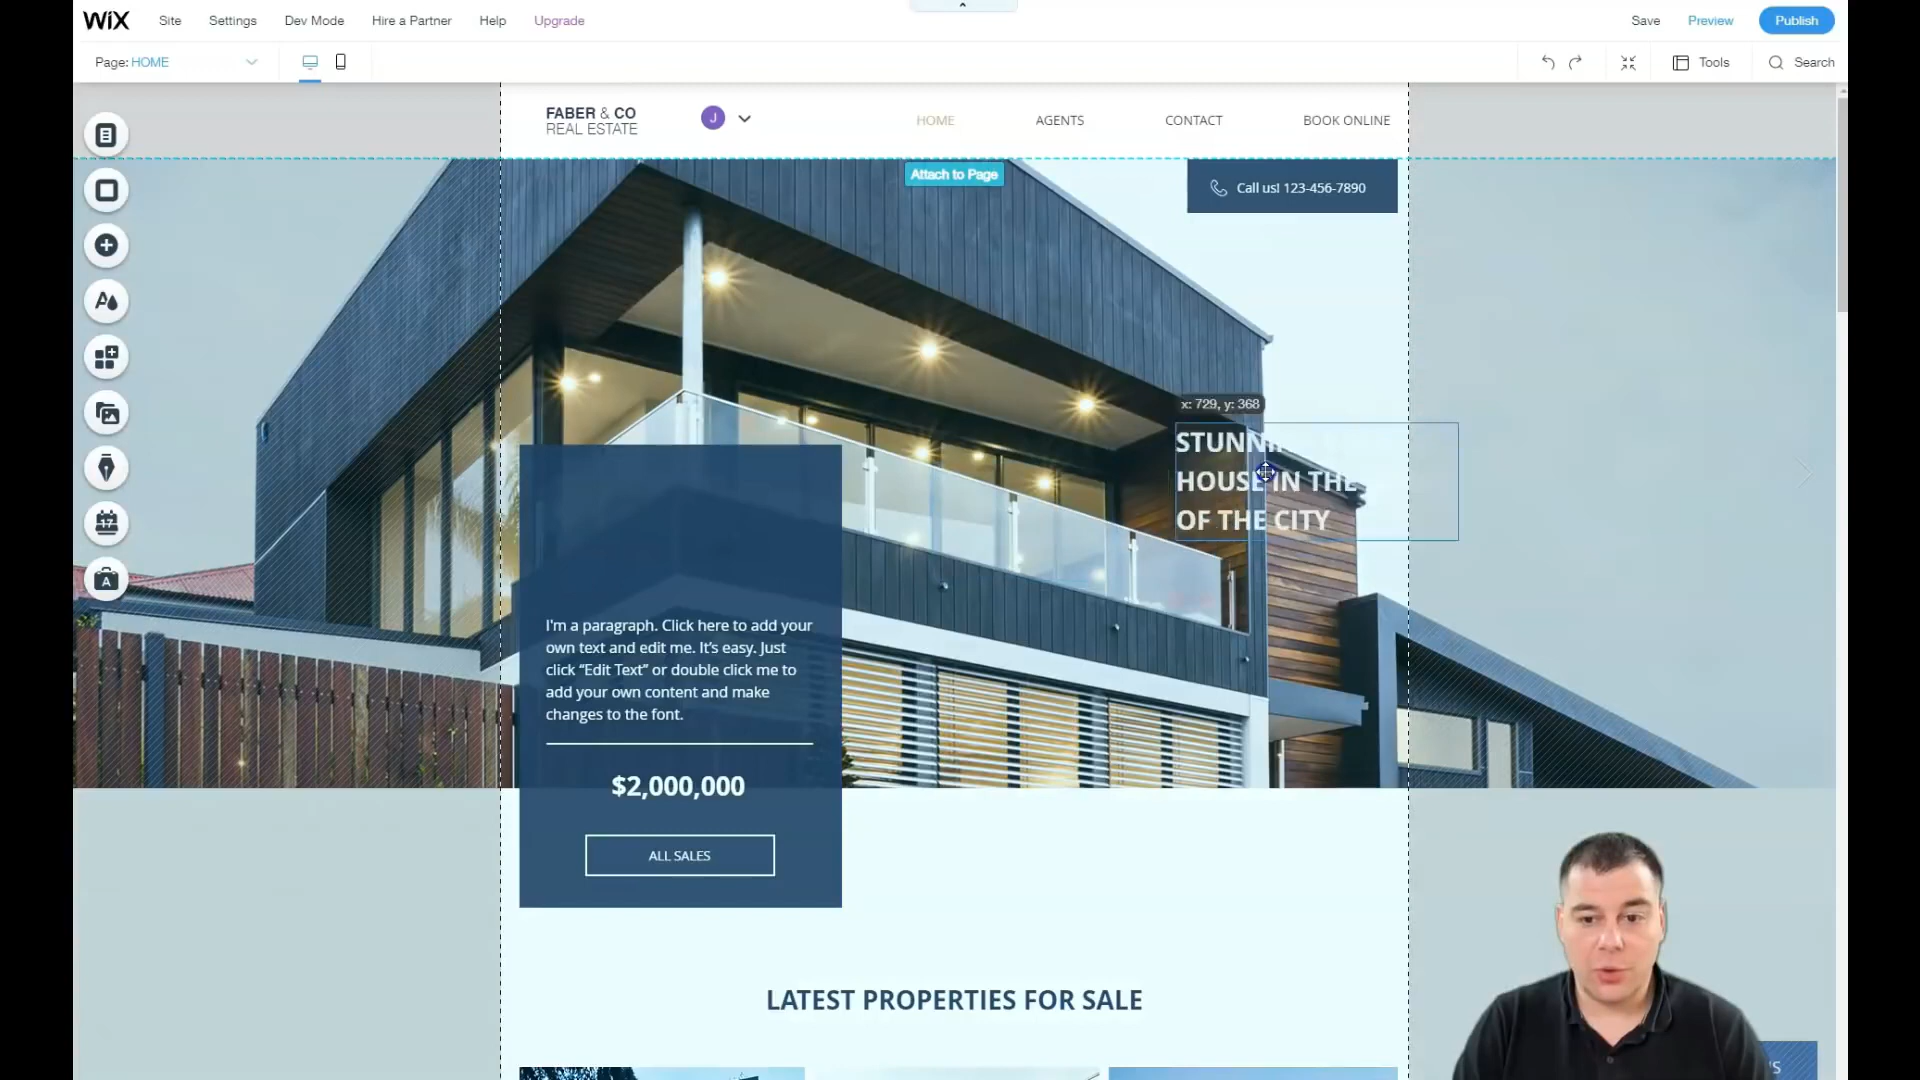 WiX
Site
Settings
Dev Mode
Hire a Partner
Help
Upgrade
Save
Preview
Publish
Page: HOME
Tools
Search
FABER & CO
REAL ESTATE
J
HOME
AGENTS
CONTACT
BOOK ONLINE
Attach to Page
Call us! 123-456-7890
x: 729, y: 368
HOUSE IN THE
OF THE CITY
I'm a paragraph. Click here to add your
own text and edit me. It's easy. Just
click “Edit Text” or double click me to
add your own content and make
changes to the font.
$2,000,000
ALL SALES
LATEST PROPERTIES FOR SALE
17
A